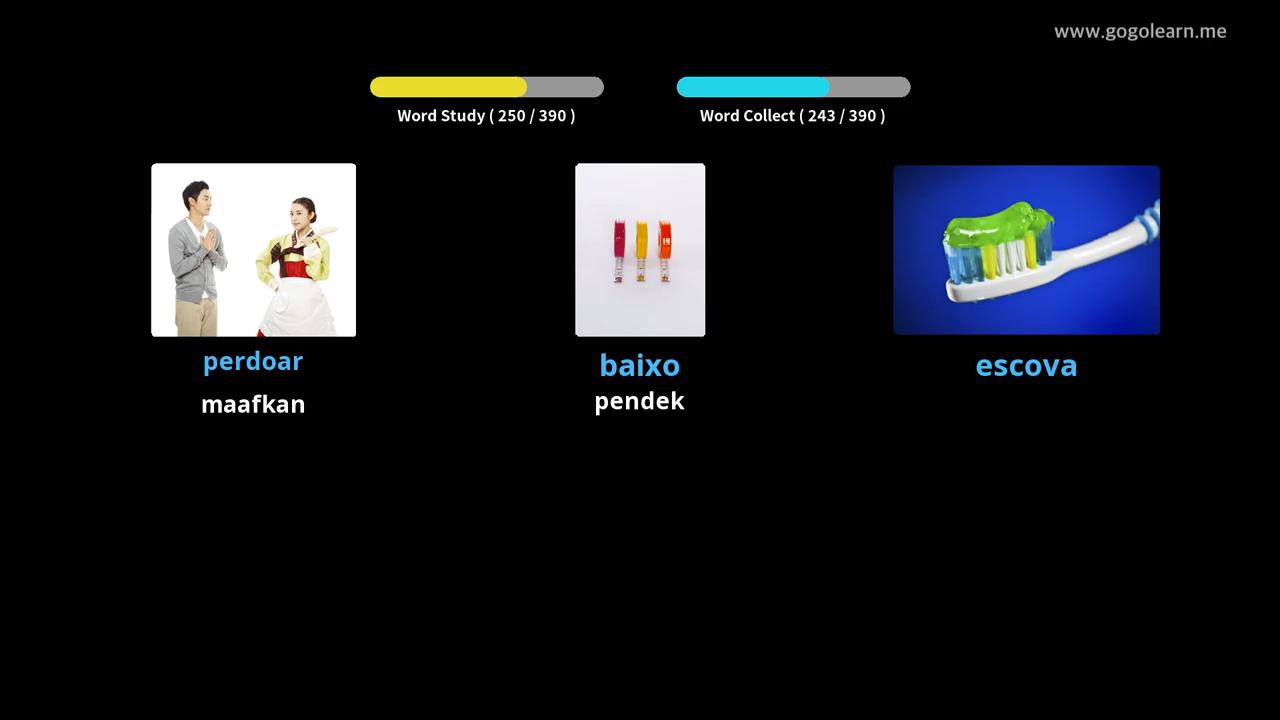 www.gogolearn.me
Word Study ( 250 / 390 )
Word Collect ( 243 / 390 )
perdoar
maafkan
baixo
pendek
escova